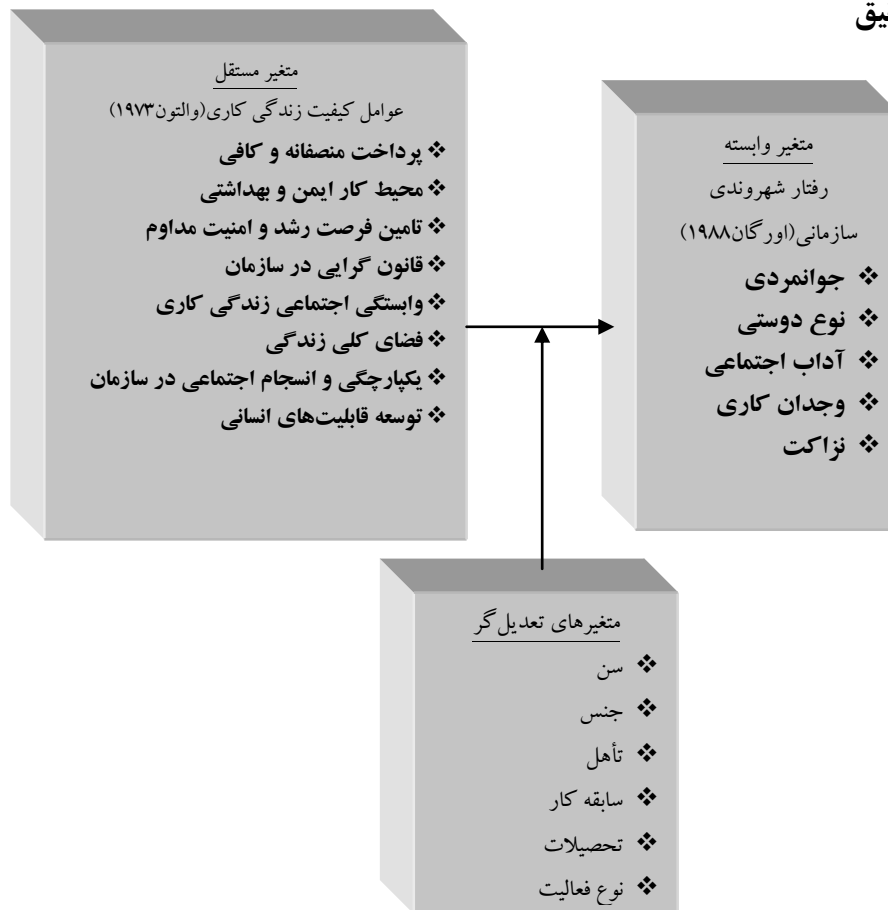 متغیر مستقل
عوامل کیفیت زندگی کاری(والتون۱۹۷۳)
❖ پرداخت منصفانه و کافی
❖ محیط کار ایمن و بهداشتی
❖ تامین فرصت رشد و امنیت مداوم
❖ قانون گرایی در سازمان
❖ وابستگی اجتماعی زندگی کاری
❖ فضای کلی زندگی
❖ یکپارچگی و انسجام اجتماعی در سازمان
❖ توسعه قابلیت‌های انسانی
متغیر وابسته
رفتار شهروندی
سازمانی(اورگان۱۹۸۸)
❖ جوانمردی
❖ نوع دوستی
❖ آداب اجتماعی
❖ وجدان کاری
❖ نزاکت
متغیرهای تعدیل‌گر
❖ سن
❖ جنس
❖ تأهل
❖ سابقه کار
❖ تحصیلات
❖ نوع فعالیت